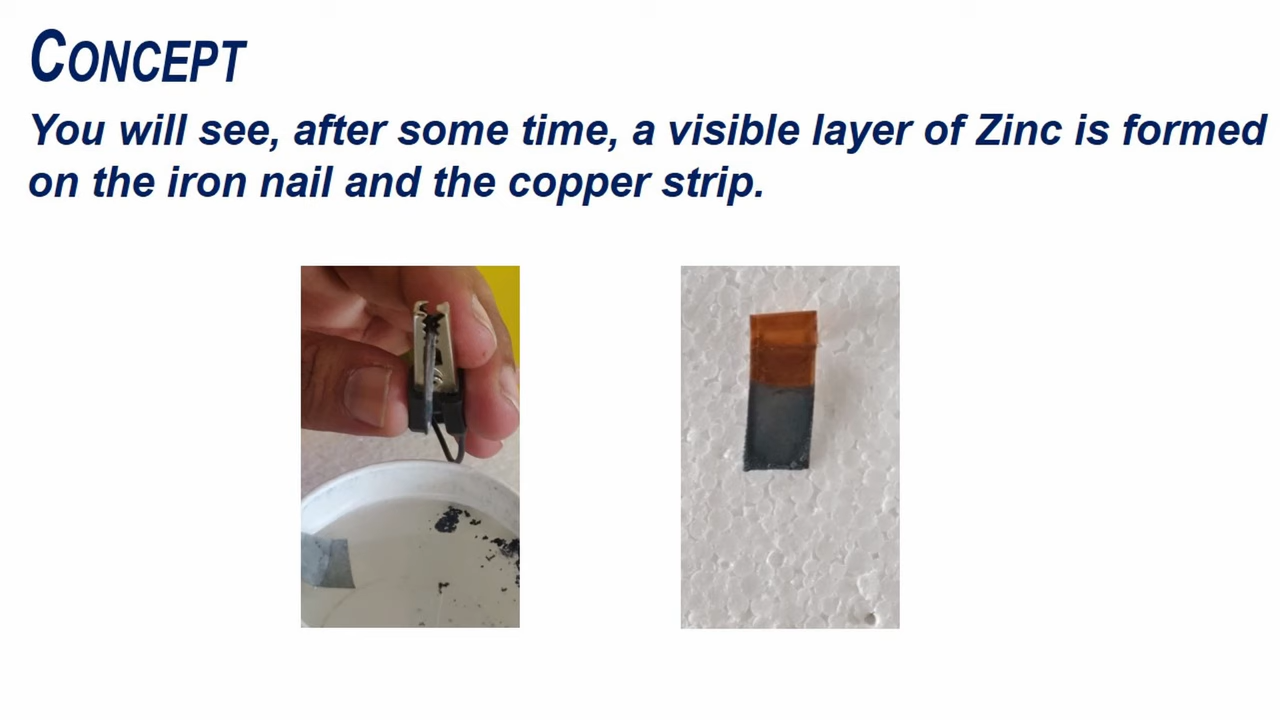 CONCEPT
You will see, after some time, a visible layer of Zinc is formed
on the iron nail and the copper strip.